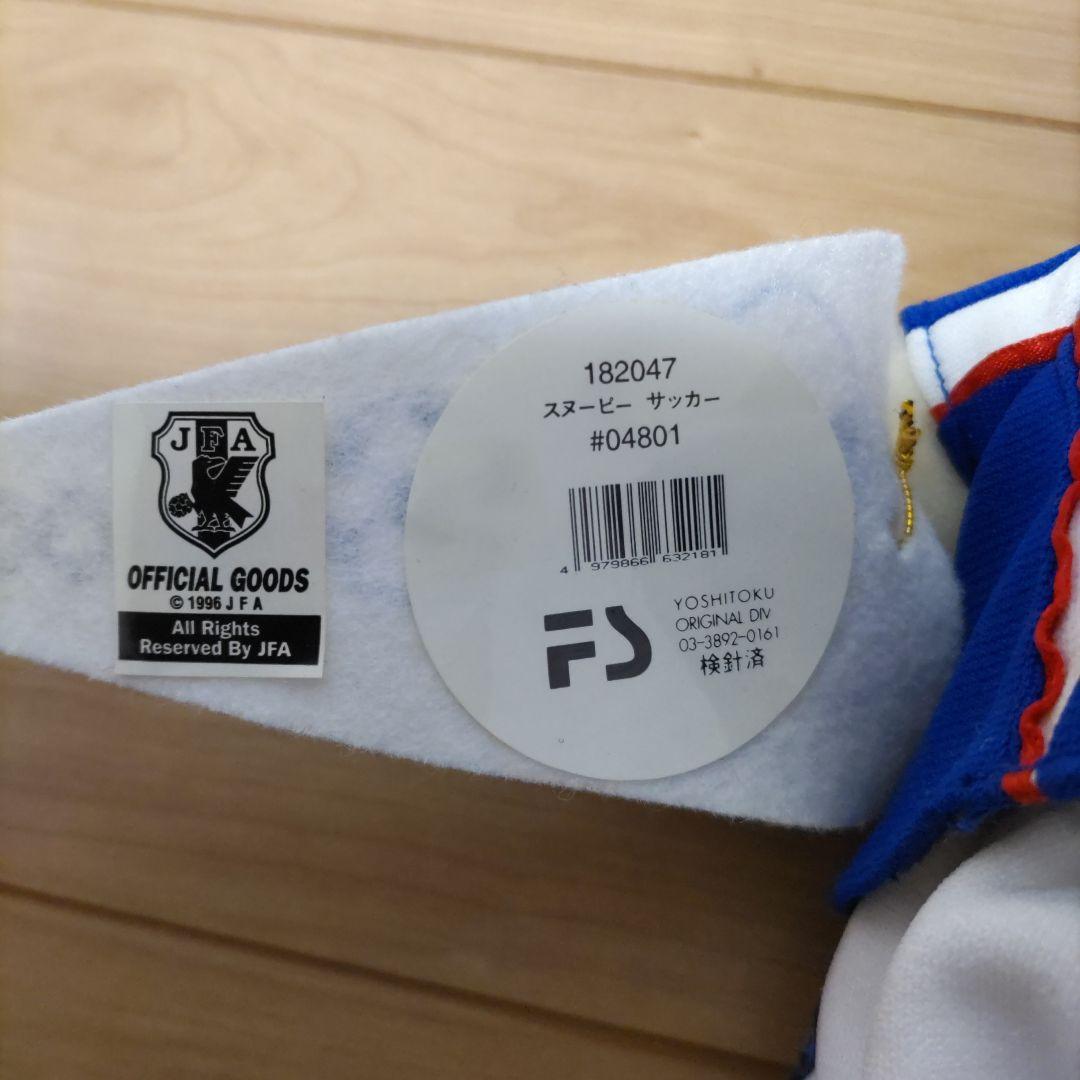 JFA
OFFICIAL GOODS
© 1996 J F A
All Rights
Reserved By JFA
182047
スヌーピー サッカー
#04801
4 979866 632181
FS
YOSHITOKU
ORIGINAL DIV
03-3892-0161
検針済